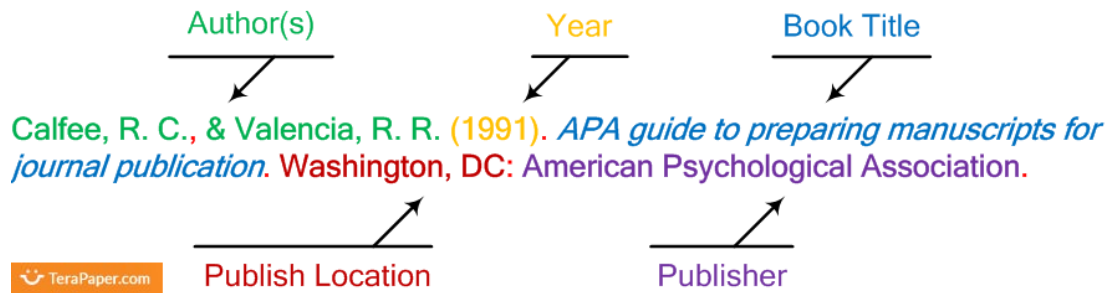 Author(s) Year Book Title
Calfee, R. C., & Valencia, R. R. (1991). APA guide to preparing manuscripts for
journal publication. Washington, DC: American Psychological Association.
TeraPaper.com Publish Location Publisher